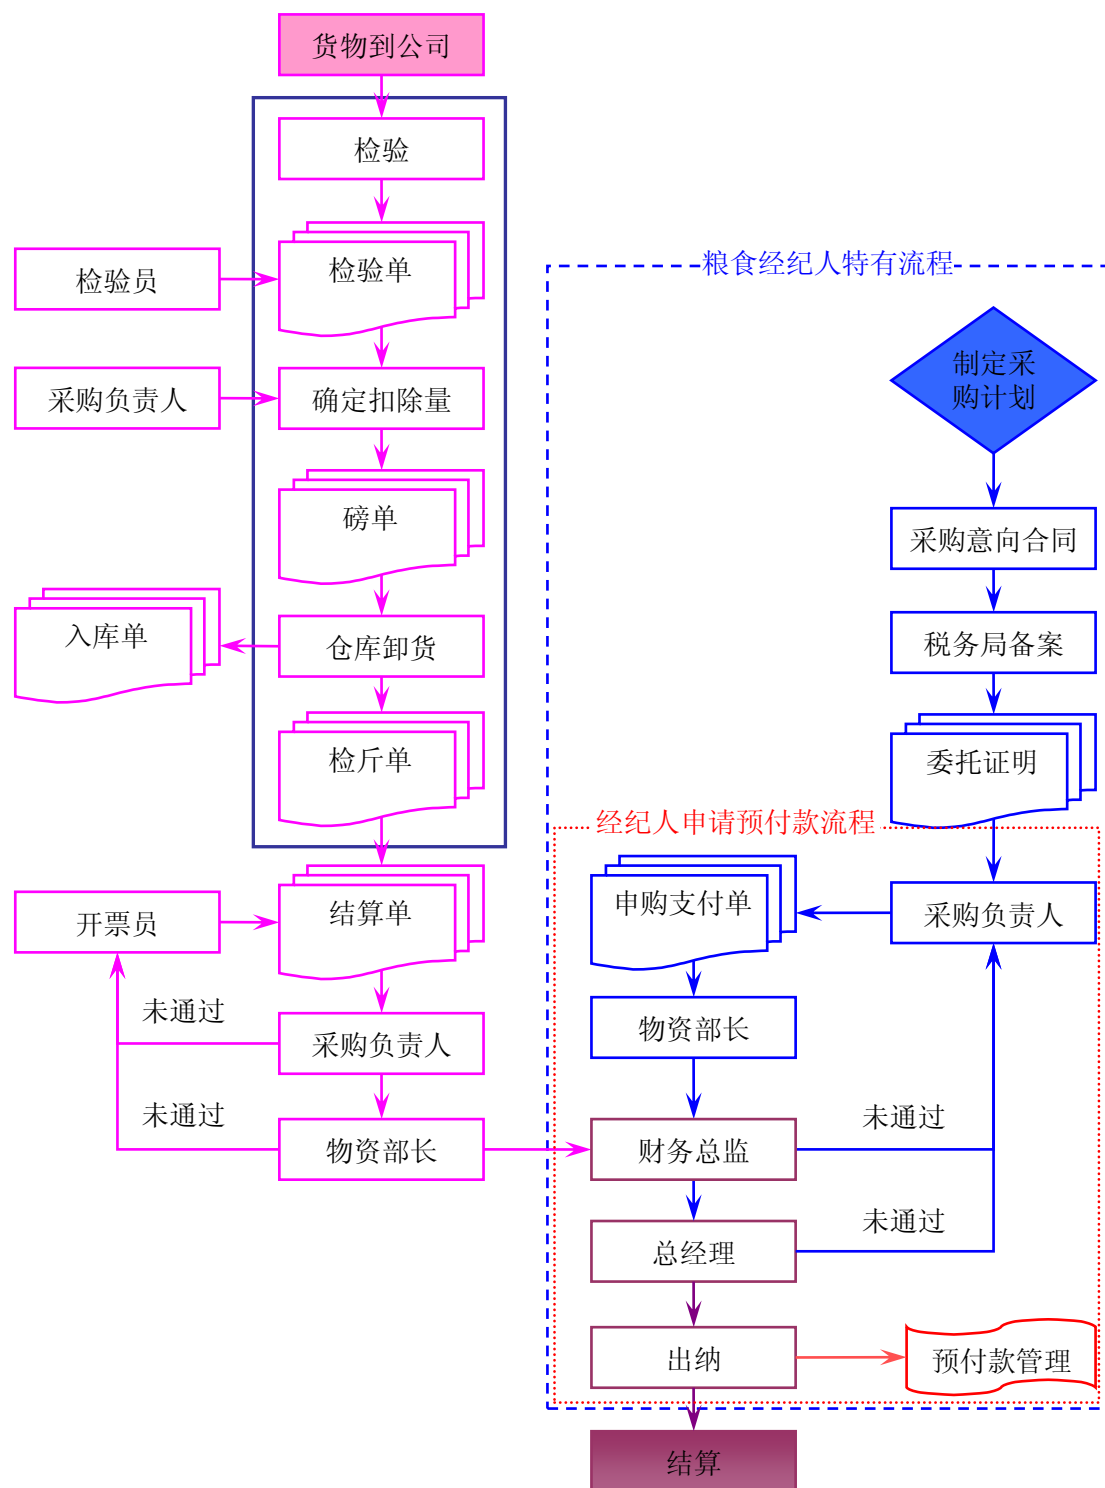 货物到公司
检验
检验单
检验员
采购负责人
确定扣除量
磅单
入库单
仓库卸货
检斤单
开票员
结算单
未通过
采购负责人
未通过
物资部长
粮食经纪人特有流程
制定采
购计划
采购意向合同
税务局备案
委托证明
经纪人申请预付款流程
申购支付单
采购负责人
物资部长
财务总监
未通过
总经理
未通过
出纳
预付款管理
结算